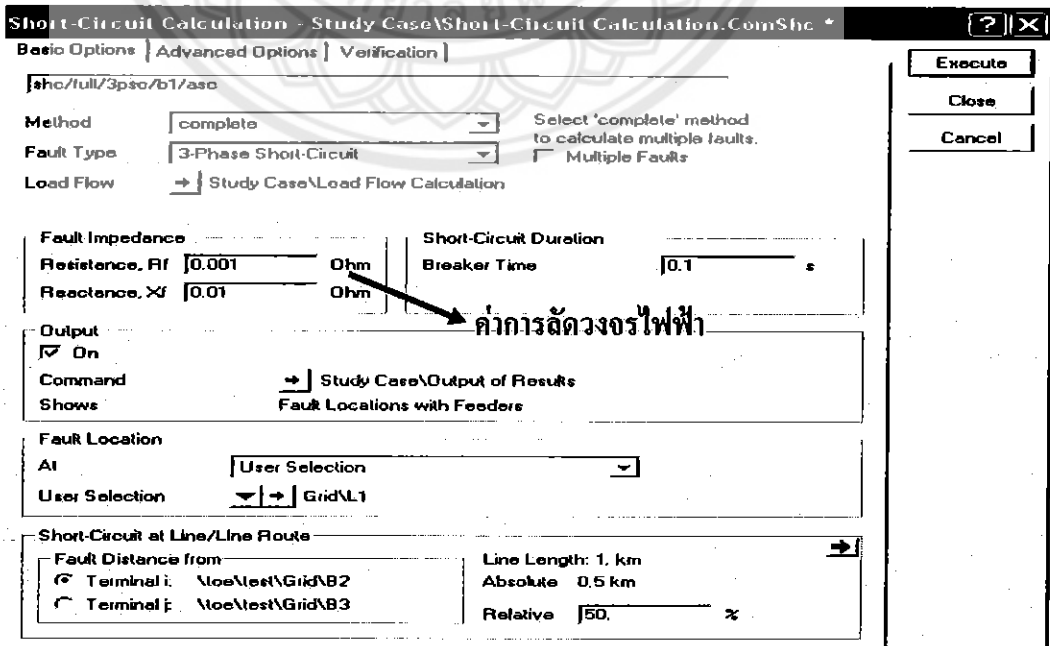 Short-Circuit Calculation - Study Case\Short-Circuit Calculation.ComShc *
Basic Options | Advanced Options | Verification |
Execute
Close
Cancel
shc/full/3psc/b1/asc
Method complete
Select 'complete' method
to calculate multiple faults.
Fault Type 3-Phase Short-Circuit
Multiple Faults
Load Flow Study Case\Load Flow Calculation
Fault Impedance
Resistance, Rf 0.001 Ohm
Reactance, Xf 0.01 Ohm
Short-Circuit Duration
Breaker Time 0.1 s
ค่าการลัดวงจรไฟฟ้า
Output
On
Command Study Case\Output of Results
Shows Fault Locations with Feeders
Fault Location
At User Selection
User Selection Grid\L1
Short-Circuit at Line/Line Route
Fault Distance from
Terminal i: \toe\test\Grid\B2
Terminal j: \toe\test\Grid\B3
Line Length: 1, km
Absolute 0,5 km
Relative 50, %